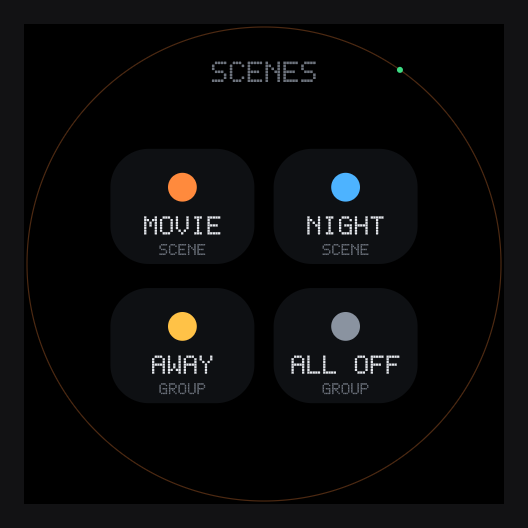 SCENES
MOVIE
SCENE
NIGHT
SCENE
AWAY
GROUP
ALL OFF
GROUP